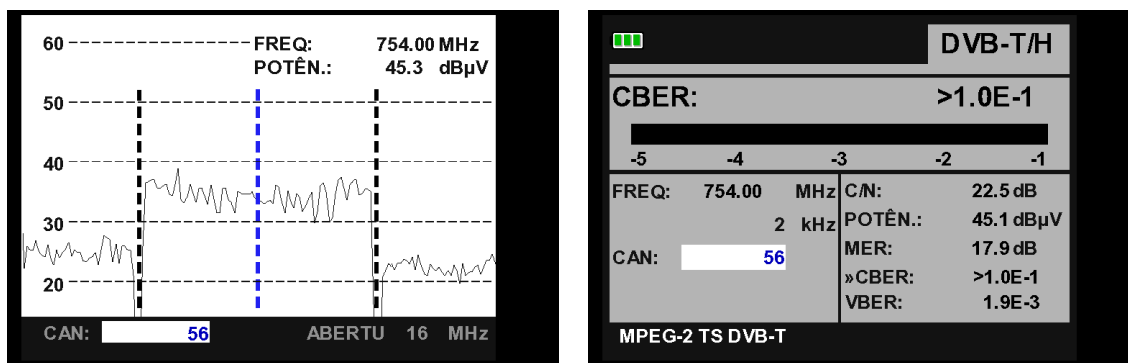 60 FREQ: 754.00 MHz
POTÊN.: 45.3 dBµV
50
40
30
20
CAN: 56 ABERTU 16 MHz
DVB-T/H
CBER: >1.0E-1
-5 -4 -3 -2 -1
FREQ: 754.00 MHz
2 kHz
CAN: 56
C/N: 22.5 dB
POTÊN.: 45.1 dBµV
MER: 17.9 dB
»CBER: >1.0E-1
VBER: 1.9E-3
MPEG-2 TS DVB-T